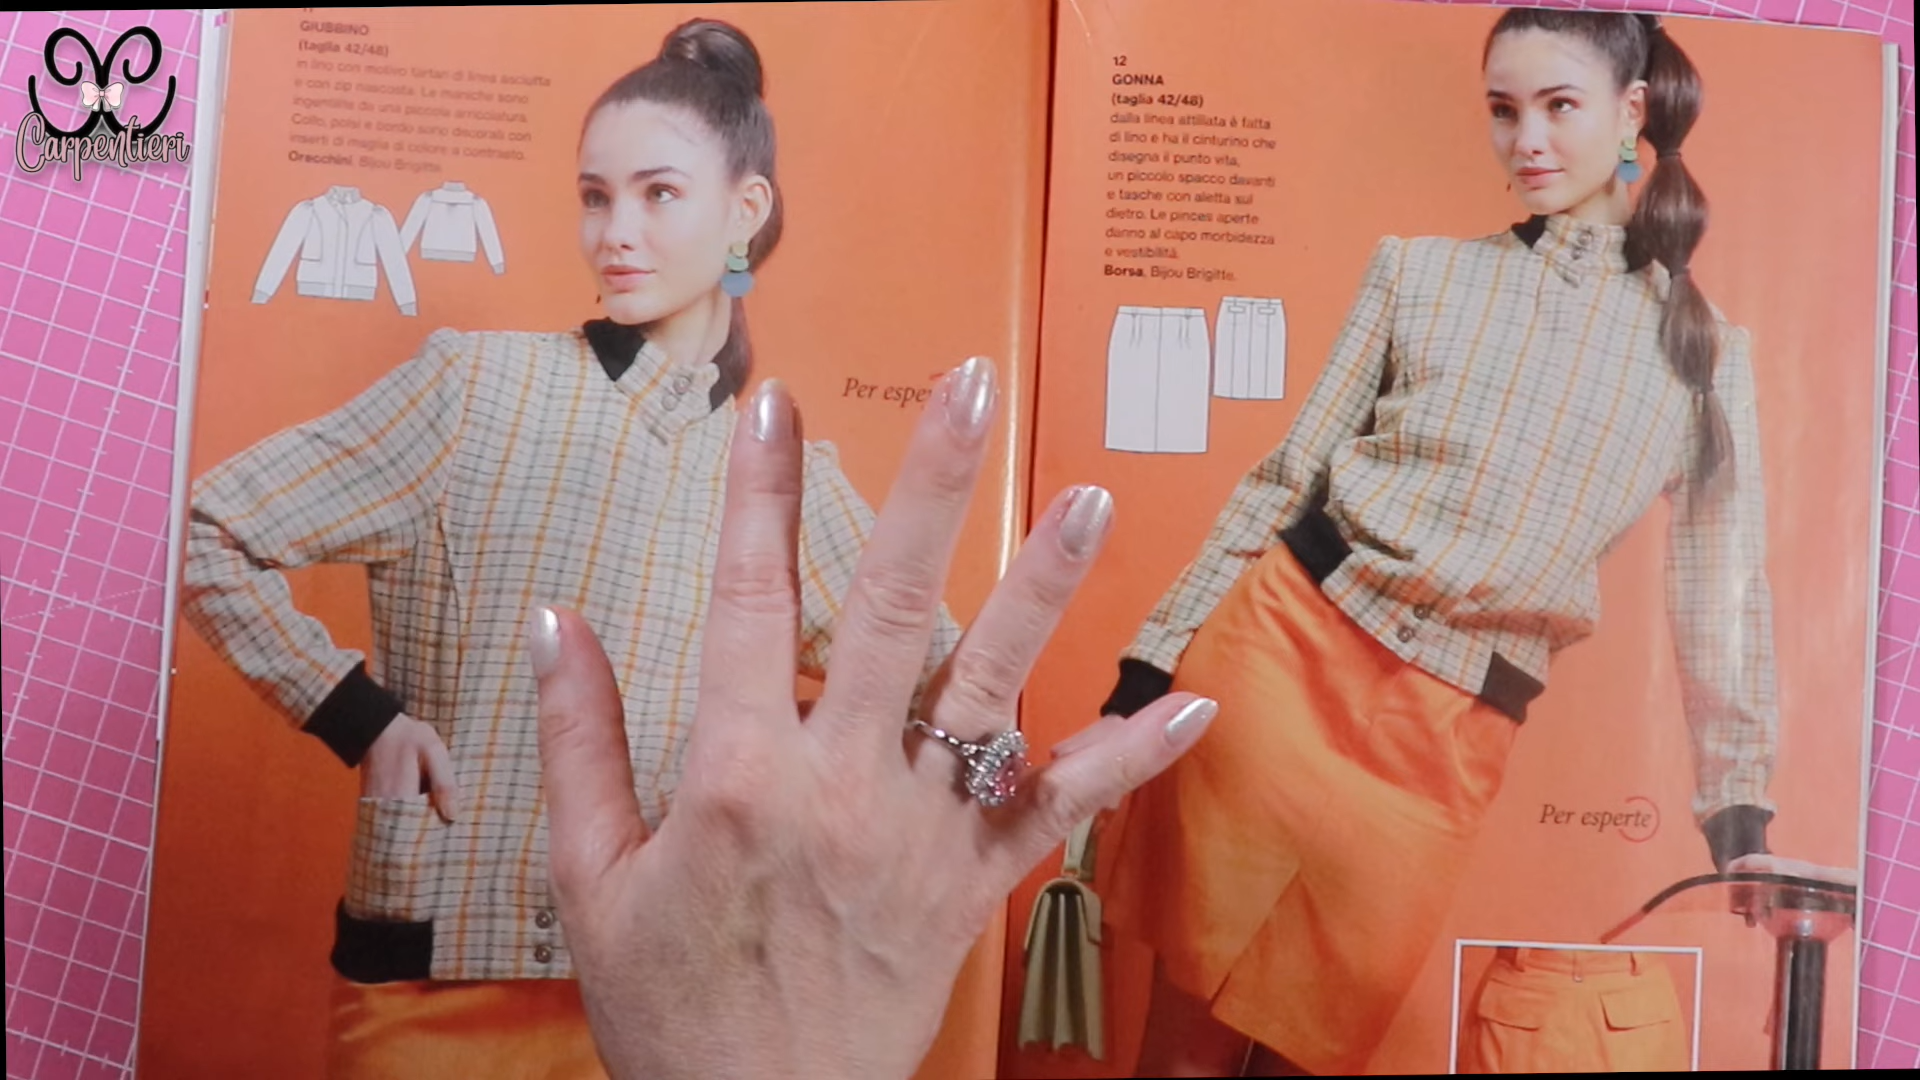 Carpentieri
GIUBBINO
(taglia 42/48)
in lino con motivo tartan di linea asciutta
e con zip nascosta. Le maniche sono
ingentilite da una piccola arricciatura.
Collo, polsi e bordo sono decorati con
inserti di maglia di colore a contrasto.
Orecchini, Bijou Brigitte.
Per espe
12
GONNA
(taglia 42/48)
dalla linea attillata è fatta
di lino e ha il cinturino che
disegna il punto vita,
un piccolo spacco davanti
e tasche con aletta sul
dietro. Le pinces aperte
danno al capo morbidezza
e vestibilità.
Borsa, Bijou Brigitte.
Per esperte